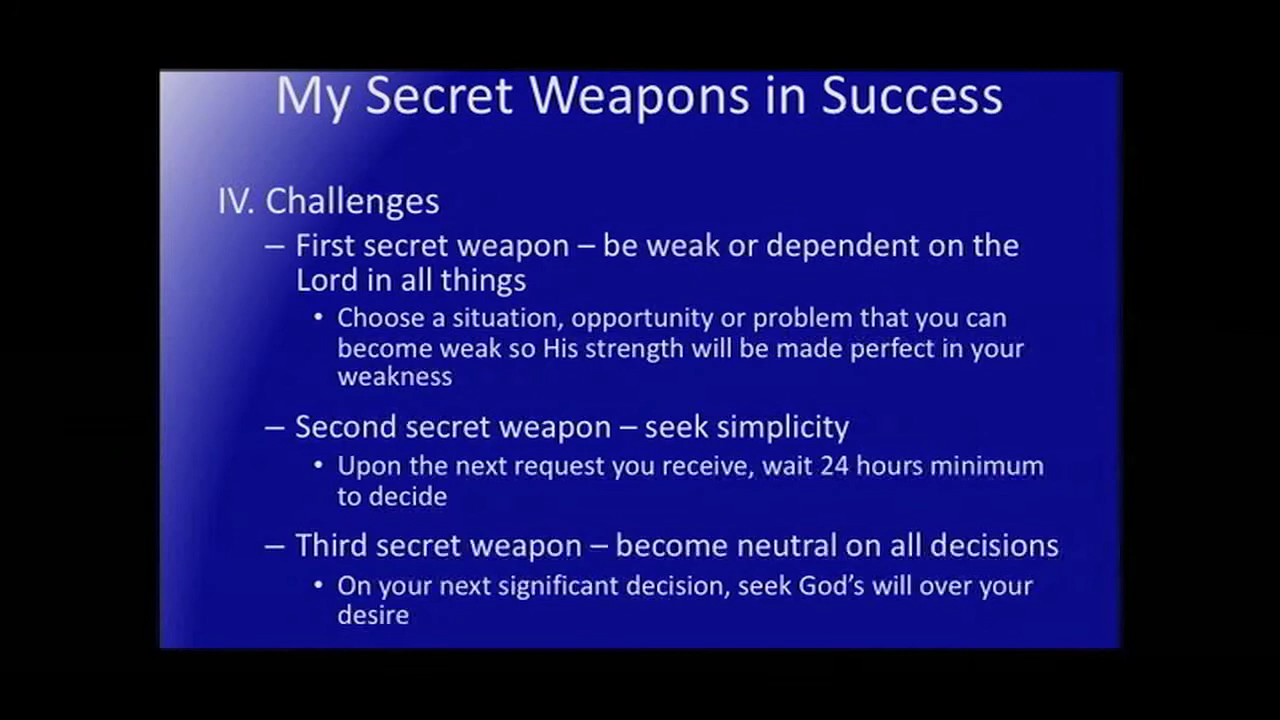 My Secret Weapons in Success
IV. Challenges
– First secret weapon – be weak or dependent on the
Lord in all things
• Choose a situation, opportunity or problem that you can
become weak so His strength will be made perfect in your
weakness
– Second secret weapon – seek simplicity
• Upon the next request you receive, wait 24 hours minimum
to decide
– Third secret weapon – become neutral on all decisions
• On your next significant decision, seek God’s will over your
desire